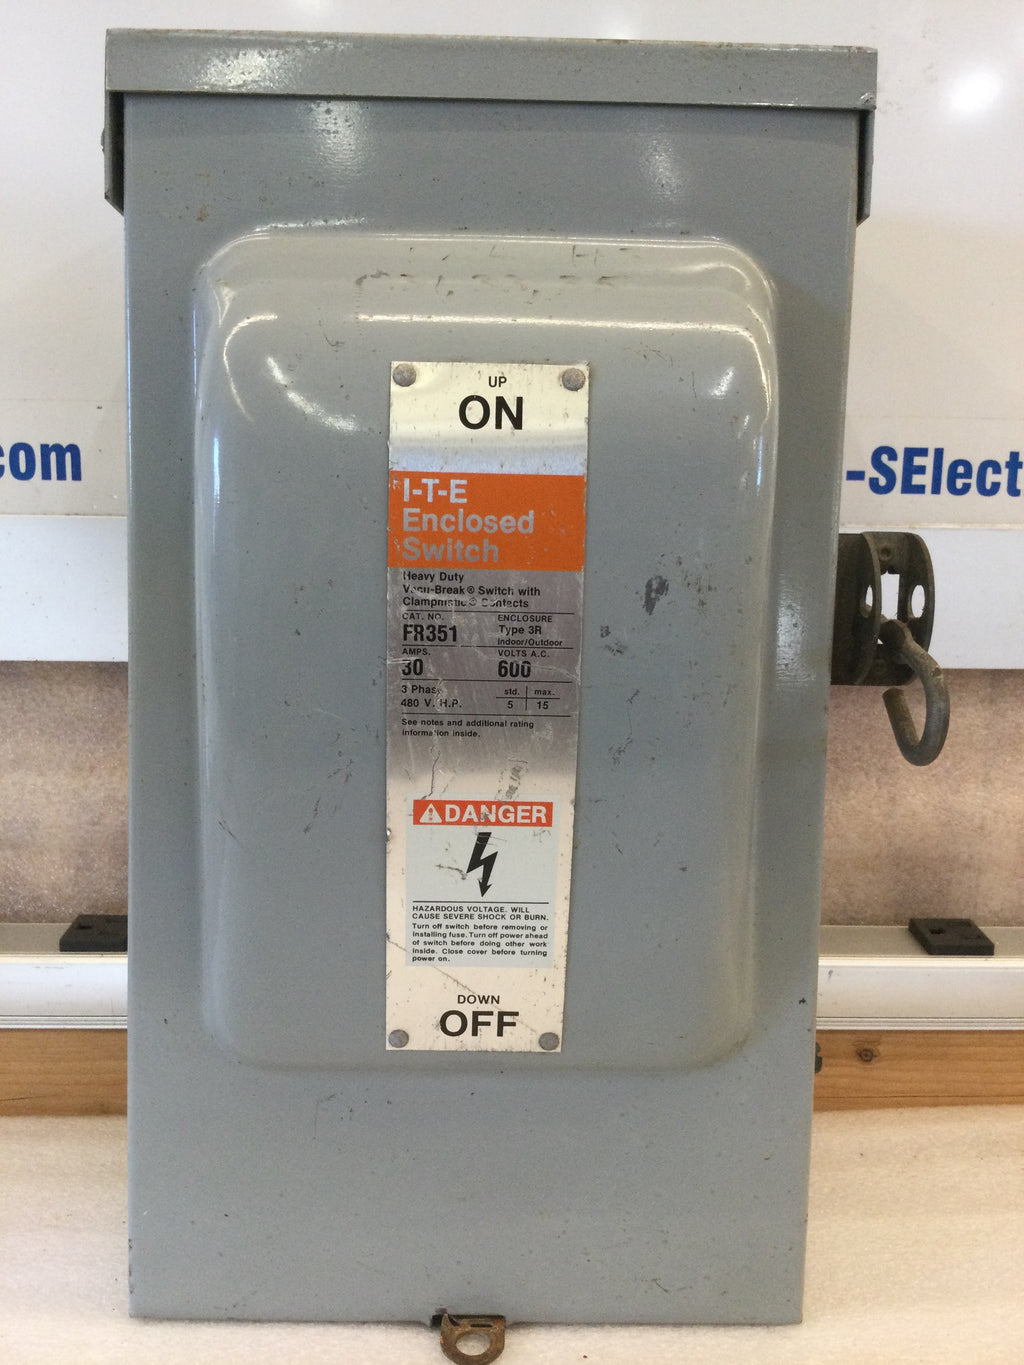 UP
ON
I-T-E
Enclosed
Switch
Heavy Duty
Vacu-Break® Switch with
Clampmatic® Contacts
CAT. NO. ENCLOSURE
FR351 Type 3R
Indoor/Outdoor
AMPS. VOLTS A.C.
30 600
3 Phase std. max.
480 V. H.P. 5 15
See notes and additional rating
information inside.
DANGER
HAZARDOUS VOLTAGE. WILL
CAUSE SEVERE SHOCK OR BURN.
Turn off switch before removing or
installing fuse. Turn off power ahead
of switch before doing other work
inside. Close cover before turning
power on.
DOWN
OFF
com
-SElect